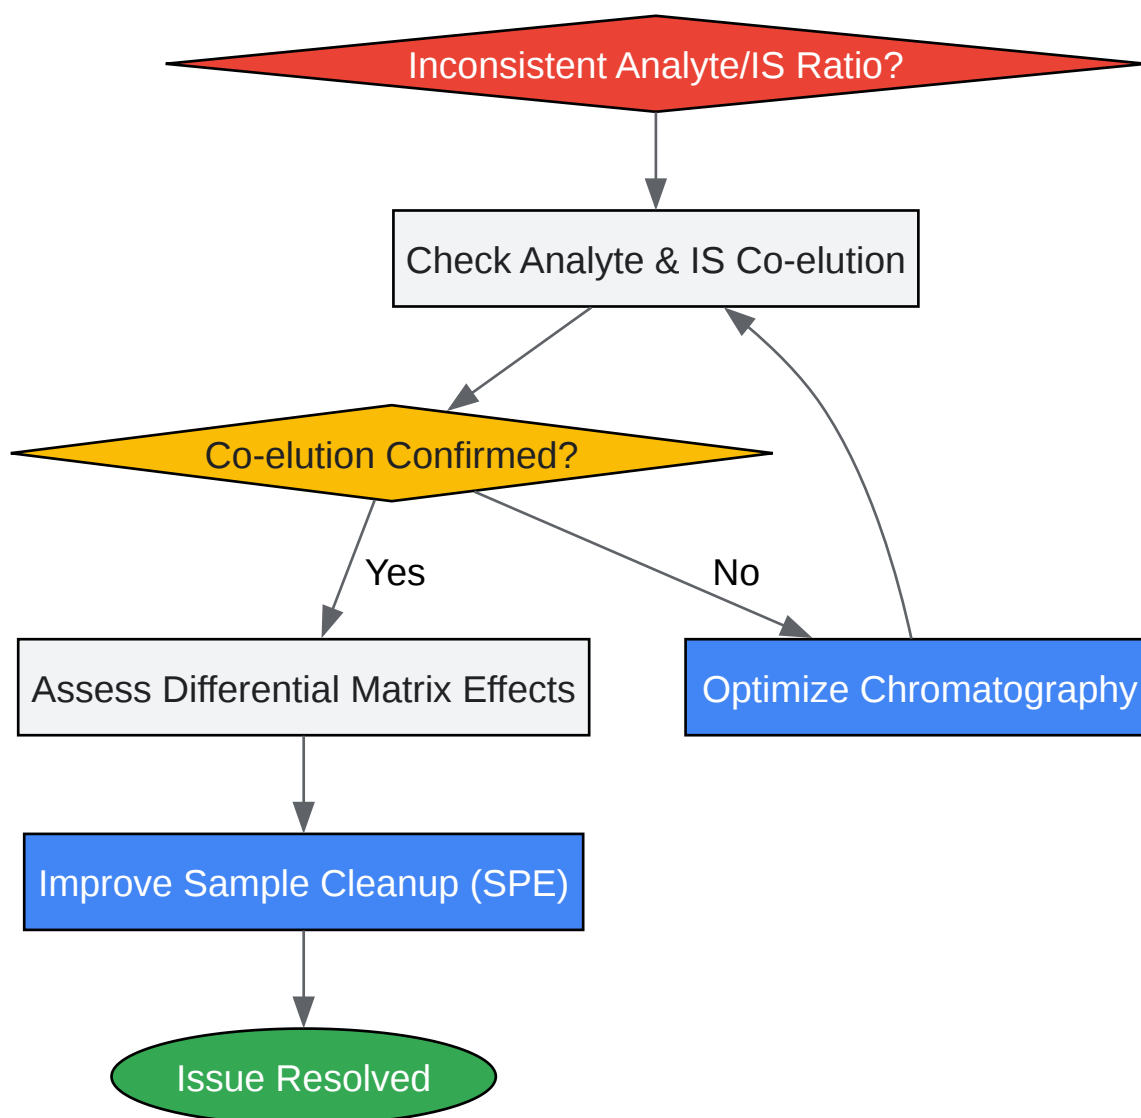 Inconsistent Analyte/IS Ratio?
Check Analyte & IS Co-elution
Co-elution Confirmed?
Yes
No
Assess Differential Matrix Effects
Optimize Chromatography
Improve Sample Cleanup (SPE)
Issue Resolved